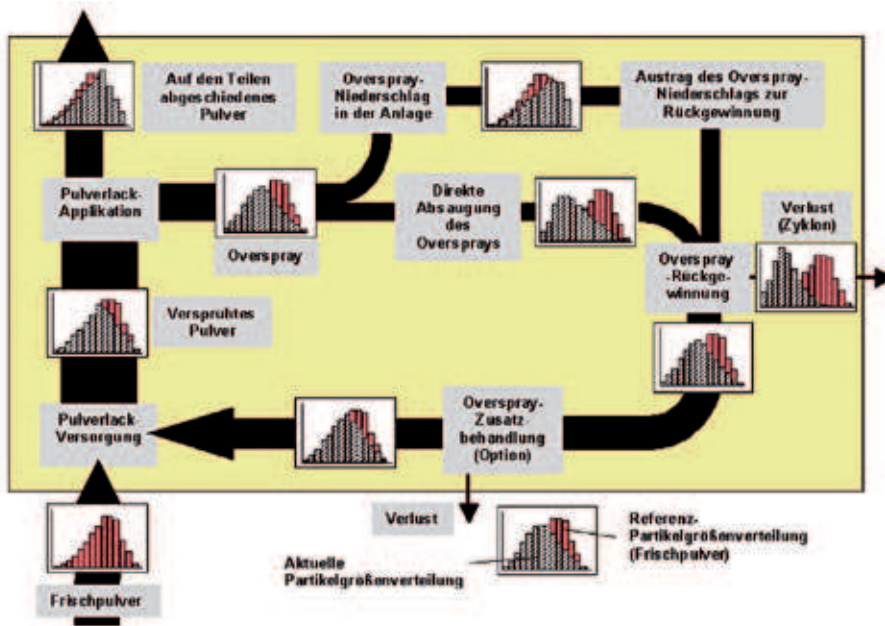 Auf den Teilen
abgeschiedenes
Pulver
Overspray-
Niederschlag
in der Anlage
Austrag des Overspray-
Niederschlags zur
Rückgewinnung
Pulverlack-
Applikation
Overspray
Direkte
Absaugung
des
Oversprays
Verlust
(Zyklon)
Overspray
-Rückge-
winnung
Verspruhtes
Pulver
Pulverlack-
Versorgung
Overspray-
Zusatz-
behandlung
(Option)
Verlust
Referenz-
Partikelgrößenverteilung
(Frischpulver)
Aktuelle
Partikelgrößenverteilung
Frischpulver